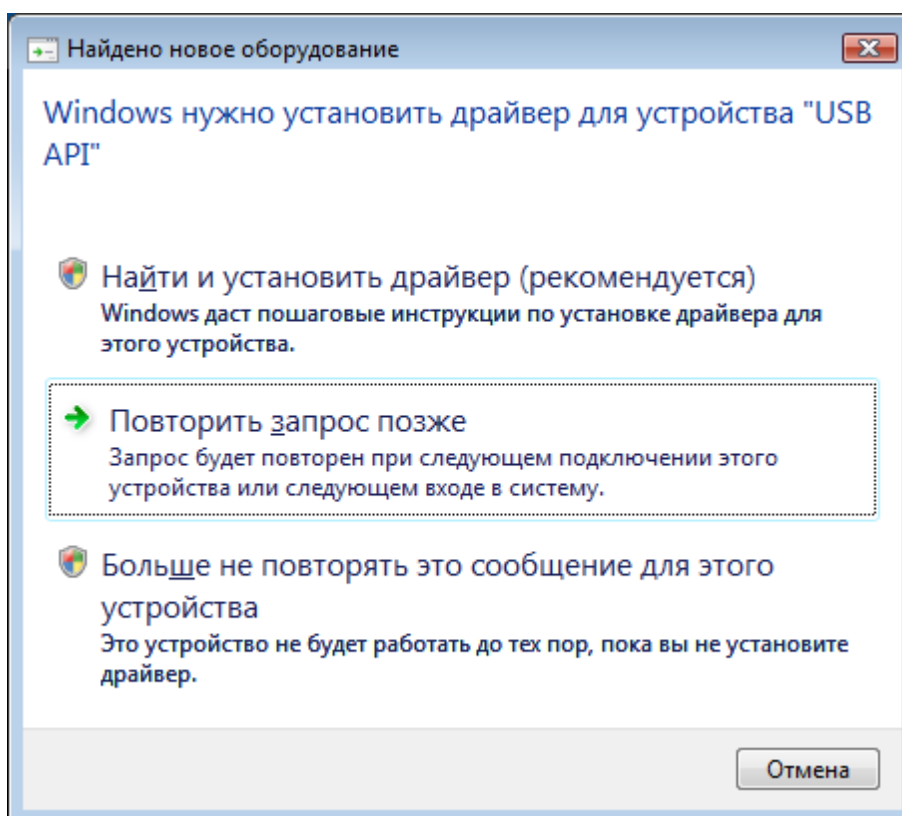 Найдено новое оборудование
Windows нужно установить драйвер для устройства "USB
API"
Найти и установить драйвер (рекомендуется)
Windows даст пошаговые инструкции по установке драйвера для
этого устройства.
Повторить запрос позже
Запрос будет повторен при следующем подключении этого
устройства или следующем входе в систему.
Больше не повторять это сообщение для этого
устройства
Это устройство не будет работать до тех пор, пока вы не установите
драйвер.
Отмена